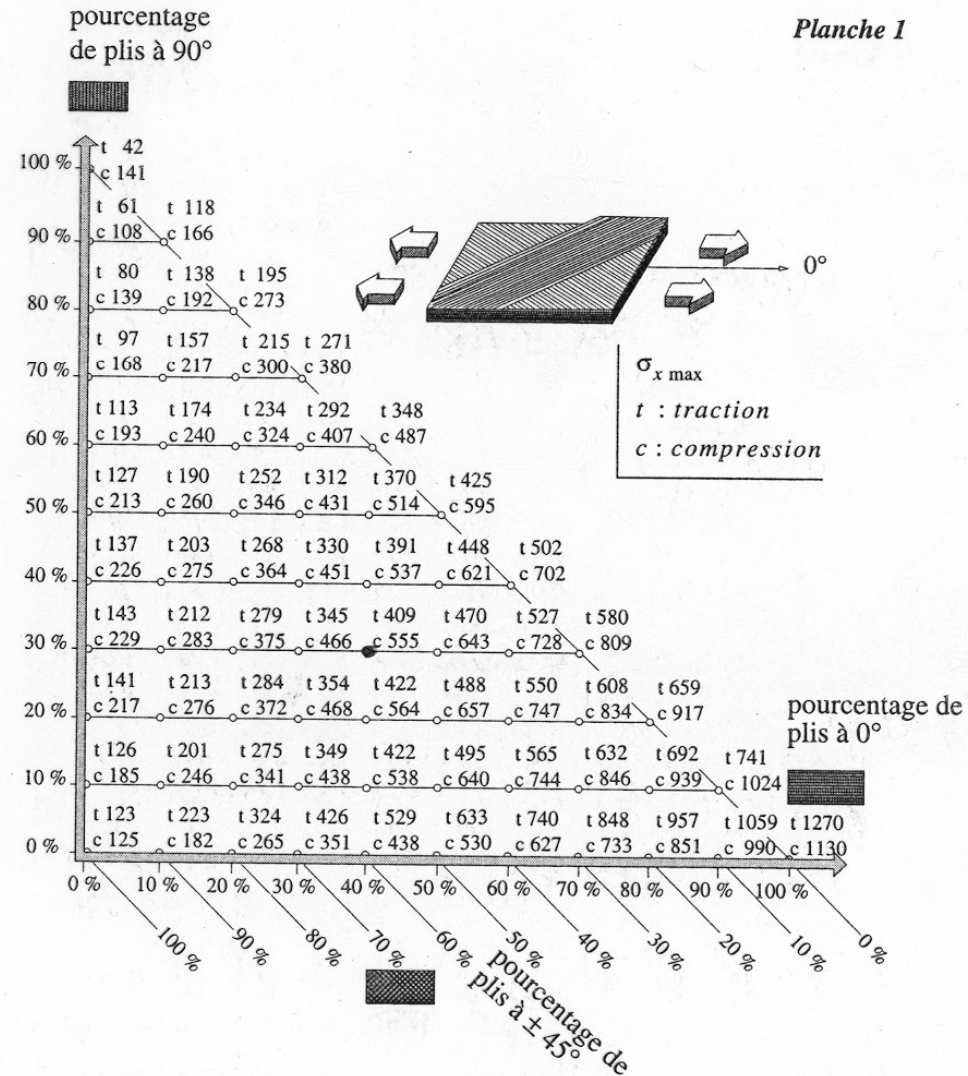 pourcentage
de plis à 90°
Planche 1
100 %
t 42
c 141
90 %
t 61 t 118
c 108 c 166
80 %
t 80 t 138 t 195
c 139 c 192 c 273
70 %
t 97 t 157 t 215 t 271
c 168 c 217 c 300 c 380
60 %
t 113 t 174 t 234 t 292 t 348
c 193 c 240 c 324 c 407 c 487
50 %
t 127 t 190 t 252 t 312 t 370 t 425
c 213 c 260 c 346 c 431 c 514 c 595
40 %
t 137 t 203 t 268 t 330 t 391 t 448 t 502
c 226 c 275 c 364 c 451 c 537 c 621 c 702
30 %
t 143 t 212 t 279 t 345 t 409 t 470 t 527 t 580
c 229 c 283 c 375 c 466 c 555 c 643 c 728 c 809
20 %
t 141 t 213 t 284 t 354 t 422 t 488 t 550 t 608 t 659
c 217 c 276 c 372 c 468 c 564 c 657 c 747 c 834 c 917
10 %
t 126 t 201 t 275 t 349 t 422 t 495 t 565 t 632 t 692 t 741
c 185 c 246 c 341 c 438 c 538 c 640 c 744 c 846 c 939 c 1024
0 %
t 123 t 223 t 324 t 426 t 529 t 633 t 740 t 848 t 957 t 1059 t 1270
c 125 c 182 c 265 c 351 c 438 c 530 c 627 c 733 c 851 c 990 c 1130
0°
σx max
t : traction
c : compression
pourcentage de
plis à 0°
0 % 10 % 20 % 30 % 40 % 50 % 60 % 70 % 80 % 90 % 100 %
100 % 90 % 80 % 70 % 60 % 50 % 40 % 30 % 20 % 10 % 0 %
pourcentage de
plis à ± 45°